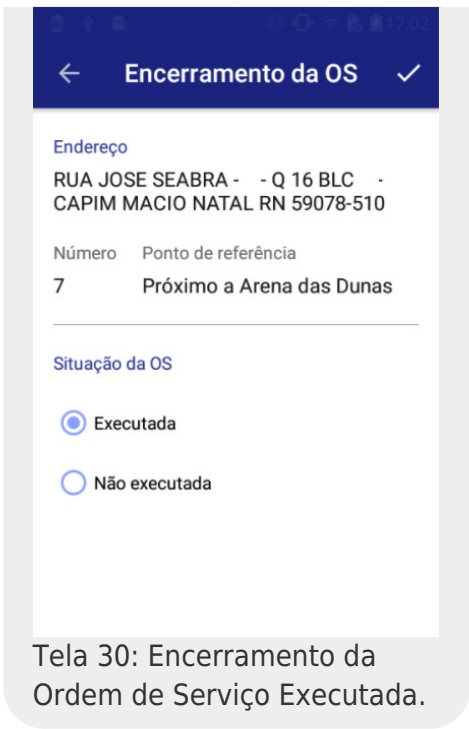 17:02
Encerramento da OS
Endereço
RUA JOSE SEABRA - - Q 16 BLC -
CAPIM MACIO NATAL RN 59078-510
Número Ponto de referência
7 Próximo a Arena das Dunas
Situação da OS
Executada
Não executada
Tela 30: Encerramento da
Ordem de Serviço Executada.